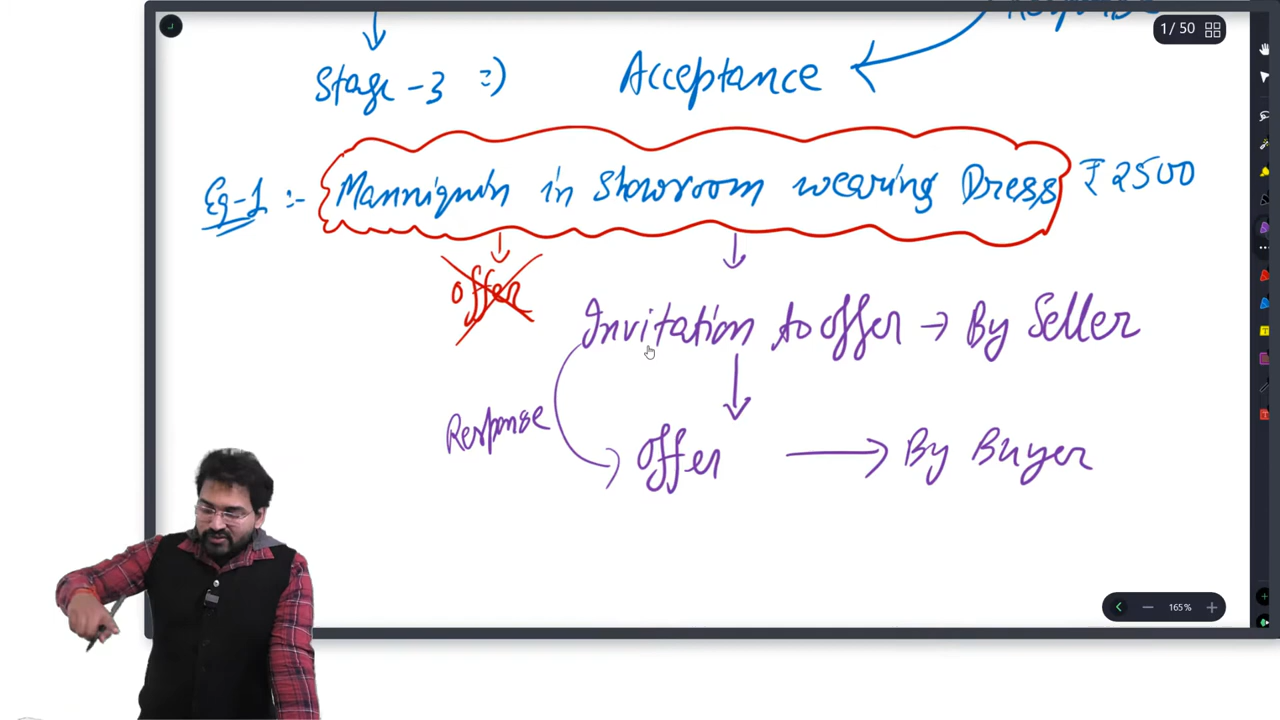 1 / 50
Stage -3 =)
Acceptance
Eg-1 :- Manniquin in Showroom wearing Dress ₹2500
offer
Invitation to offer → By Seller
Response
Offer → By Buyer
165%